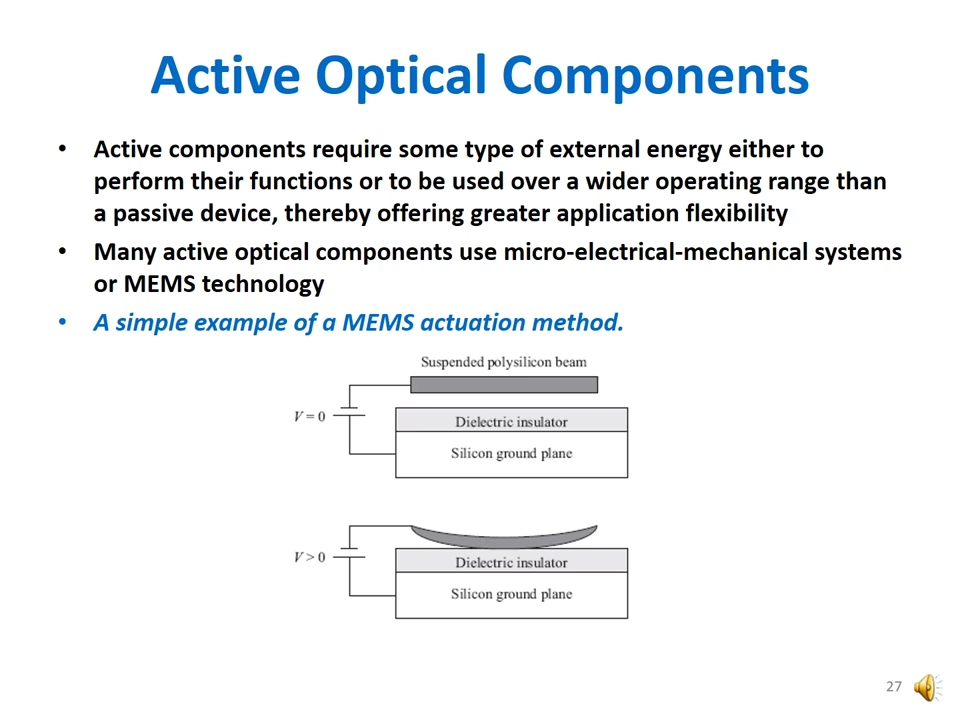 Active Optical Components
• Active components require some type of external energy either to
perform their functions or to be used over a wider operating range than
a passive device, thereby offering greater application flexibility
• Many active optical components use micro-electrical-mechanical systems
or MEMS technology
• A simple example of a MEMS actuation method.
Suspended polysilicon beam
V = 0
Dielectric insulator
Silicon ground plane
V > 0
Dielectric insulator
Silicon ground plane
27